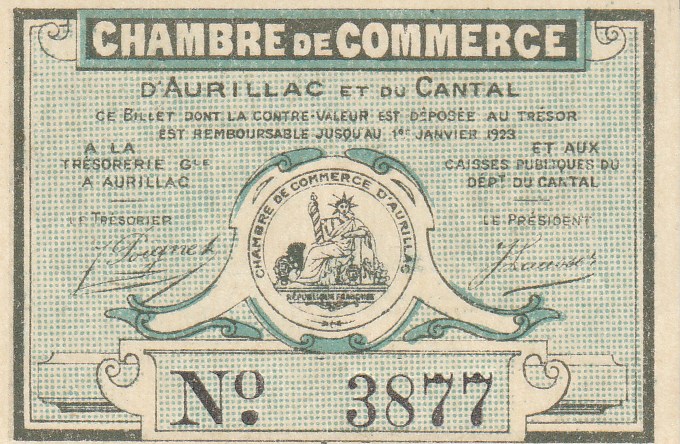 CHAMBRE DE COMMERCE
D'AURILLAC ET DU CANTAL
CE BILLET DONT LA CONTRE-VALEUR EST DÉPOSÉE AU TRÉSOR
EST REMBOURSABLE JUSQU'AU 1ER JANVIER 1923
A LA
TRÉSORERIE GLE
A AURILLAC
ET AUX
CAISSES PUBLIQUES DU
DÉPT DU CANTAL
LE TRÉSORIER
LE PRÉSIDENT
CHAMBRE DE COMMERCE D'AURILLAC
RÉPUBLIQUE FRANÇAISE
No. 3877